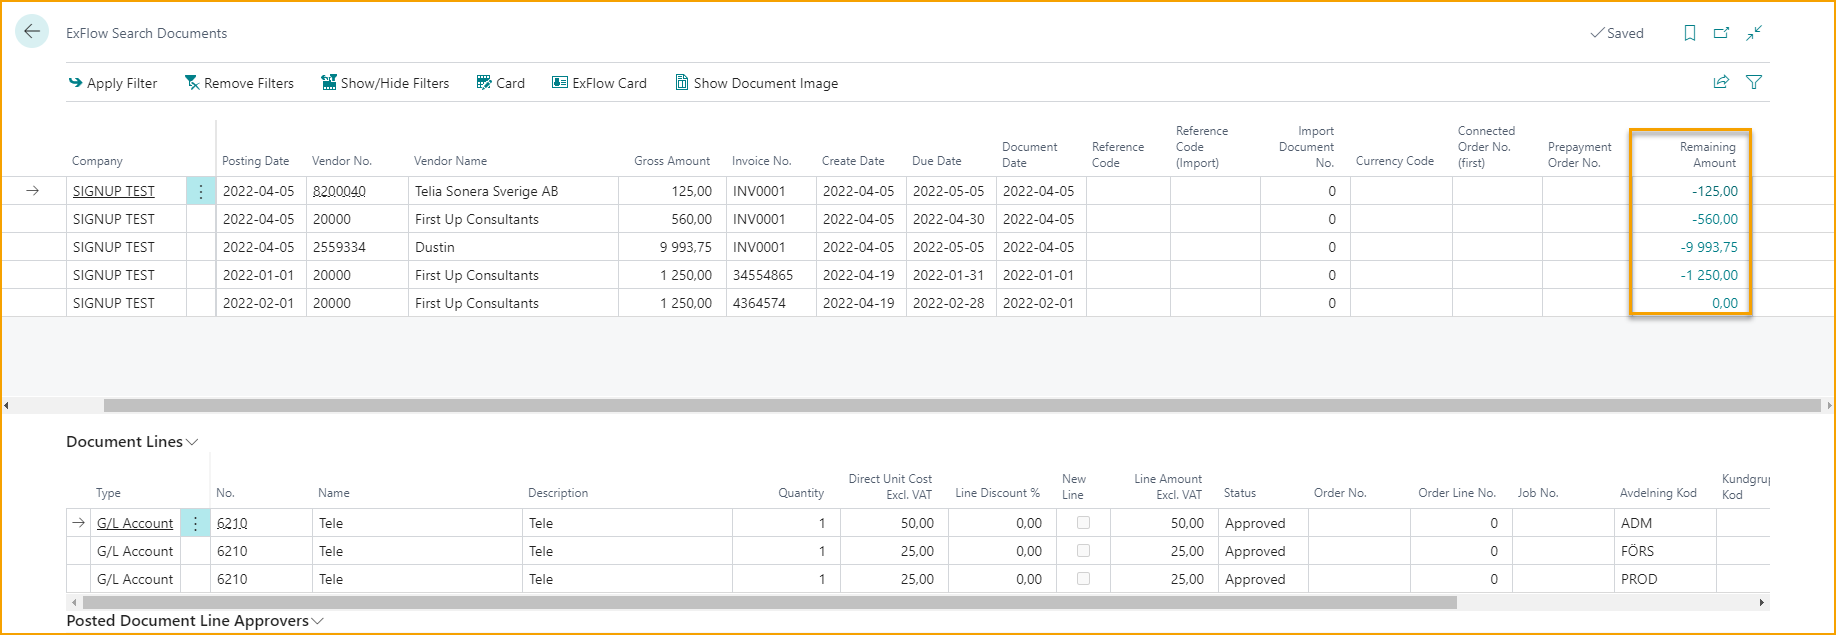 ExFlow Search Documents
Saved
Apply Filter Remove Filters Show/Hide Filters Card ExFlow Card Show Document Image
Company Posting Date Vendor No. Vendor Name Gross Amount Invoice No. Create Date Due Date Document Date Reference Code Reference Code (Import) Import Document No. Currency Code Connected Order No. (first) Prepayment Order No. Remaining Amount
SIGNUP TEST 2022-04-05 8200040 Telia Sonera Sverige AB 125,00 INV0001 2022-04-05 2022-05-05 2022-04-05 0 -125,00
SIGNUP TEST 2022-04-05 20000 First Up Consultants 560,00 INV0001 2022-04-05 2022-04-30 2022-04-05 0 -560,00
SIGNUP TEST 2022-04-05 2559334 Dustin 9 993,75 INV0001 2022-04-05 2022-05-05 2022-04-05 0 -9 993,75
SIGNUP TEST 2022-01-01 20000 First Up Consultants 1 250,00 34554865 2022-04-19 2022-01-31 2022-01-01 0 -1 250,00
SIGNUP TEST 2022-02-01 20000 First Up Consultants 1 250,00 4364574 2022-04-19 2022-02-28 2022-02-01 0 0,00
Document Lines
Type No. Name Description Quantity Direct Unit Cost Excl. VAT Line Discount % New Line Line Amount Excl. VAT Status Order No. Order Line No. Job No. Avdelning Kod Kundgrup Kod
G/L Account 6210 Tele Tele 1 50,00 0,00 50,00 Approved 0 ADM
G/L Account 6210 Tele Tele 1 25,00 0,00 25,00 Approved 0 FÖRS
G/L Account 6210 Tele Tele 1 25,00 0,00 25,00 Approved 0 PROD
Posted Document Line Approvers